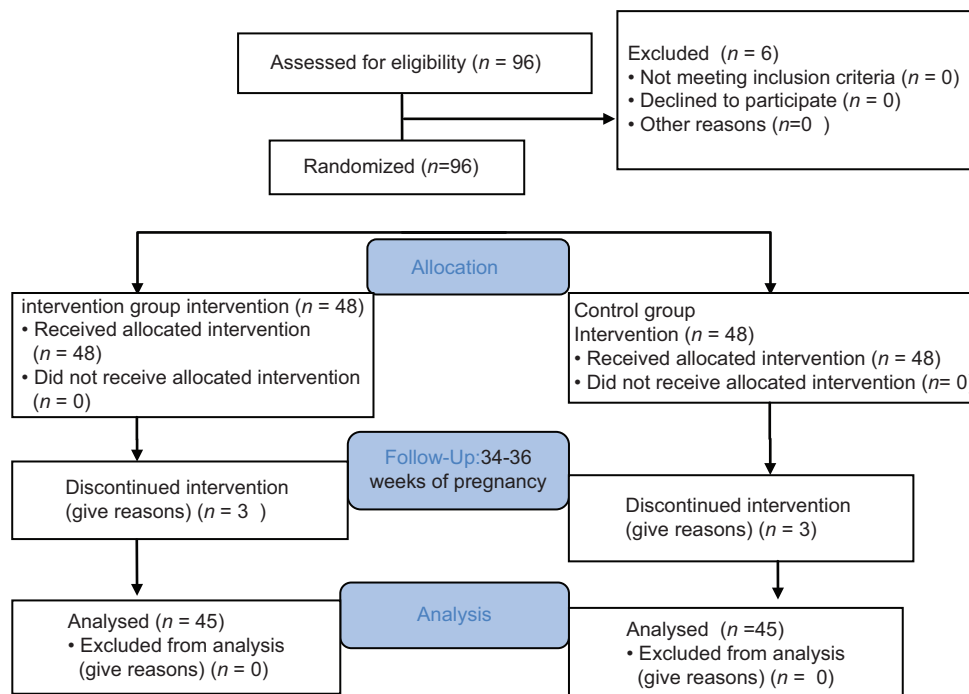 Assessed for eligibility (n = 96)
Excluded (n = 6)
• Not meeting inclusion criteria (n = 0)
• Declined to participate (n = 0)
• Other reasons (n=0 )
Randomized (n=96)
Allocation
intervention group intervention (n = 48)
• Received allocated intervention
(n = 48)
• Did not receive allocated intervention
(n = 0)
Control group
Intervention (n = 48)
• Received allocated intervention (n = 48)
• Did not receive allocated intervention (n= 0
Follow-Up:34-36
weeks of pregnancy
Discontinued intervention
(give reasons) (n = 3 )
Discontinued intervention
(give reasons) (n = 3)
Analysis
Analysed (n = 45)
• Excluded from analysis
(give reasons) (n = 0)
Analysed (n =45)
• Excluded from analysis
(give reasons) (n = 0)